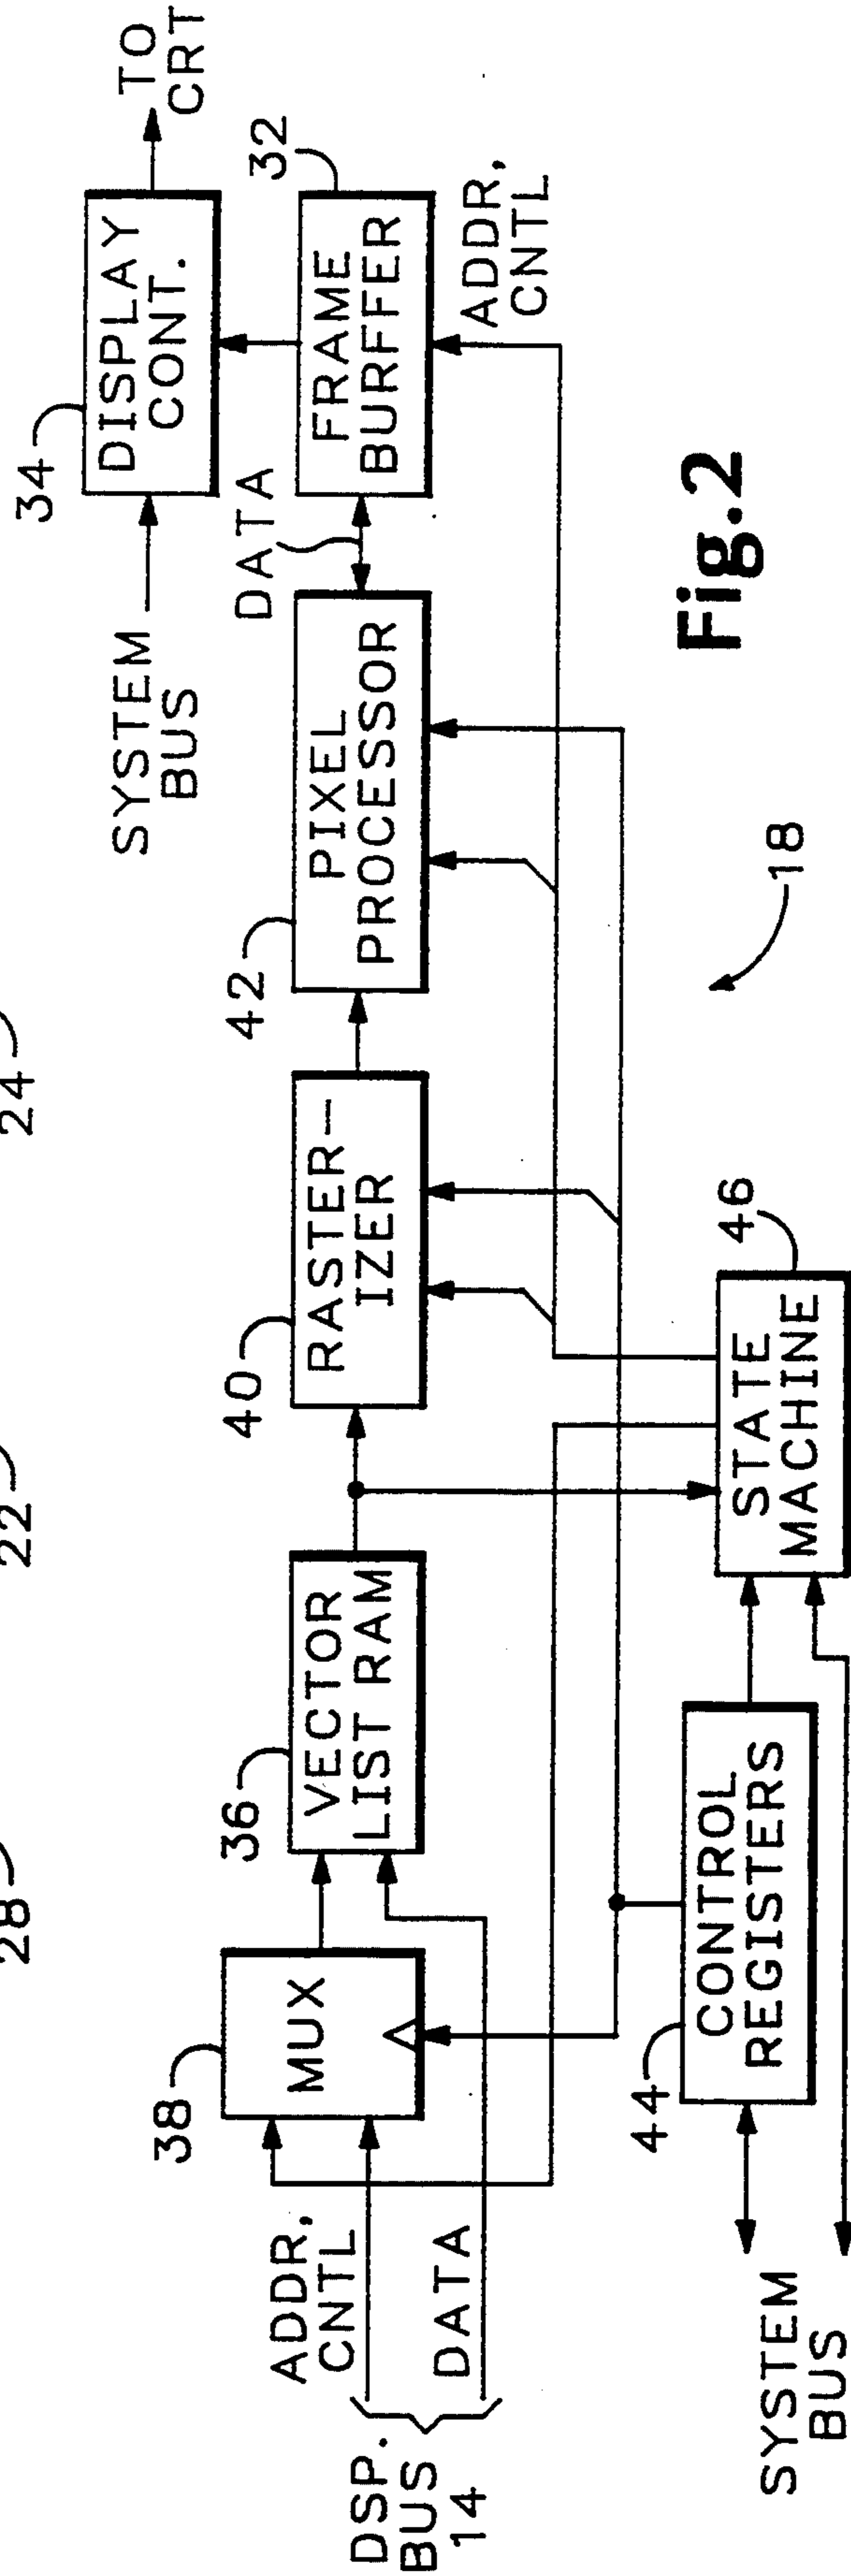 28
22
24
34
DISPLAY
CONT.
TO
CRT
SYSTEM
BUS
DATA
32
FRAME
BURFFER
ADDR,
CNTL
42
PIXEL
PROCESSOR
40
RASTER-
IZER
36
VECTOR
LIST RAM
38
MUX
ADDR,
CNTL
DATA
DSP.
BUS
14
44
CONTROL
REGISTERS
46
STATE
MACHINE
SYSTEM
BUS
18
Fig.2